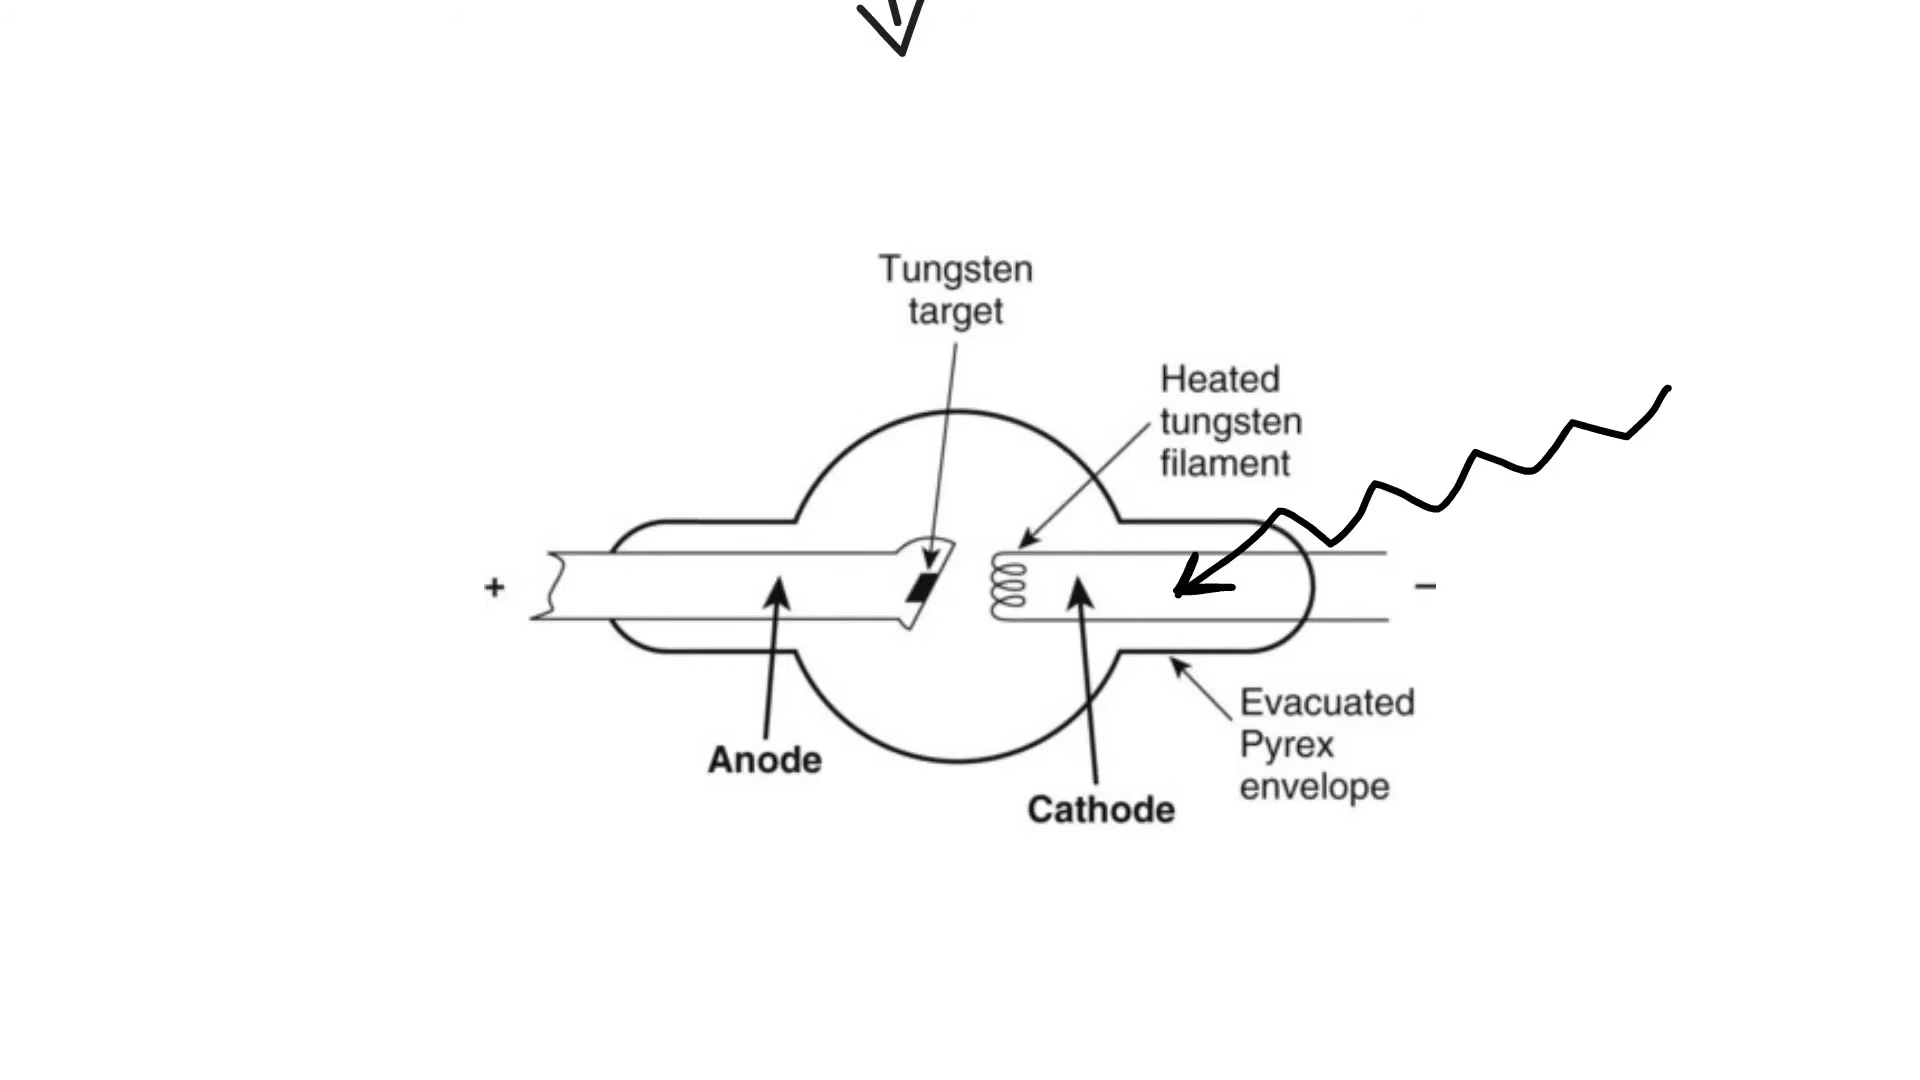 Tungsten
target
Heated
tungsten
filament
+
−
Evacuated
Pyrex
envelope
Anode
Cathode